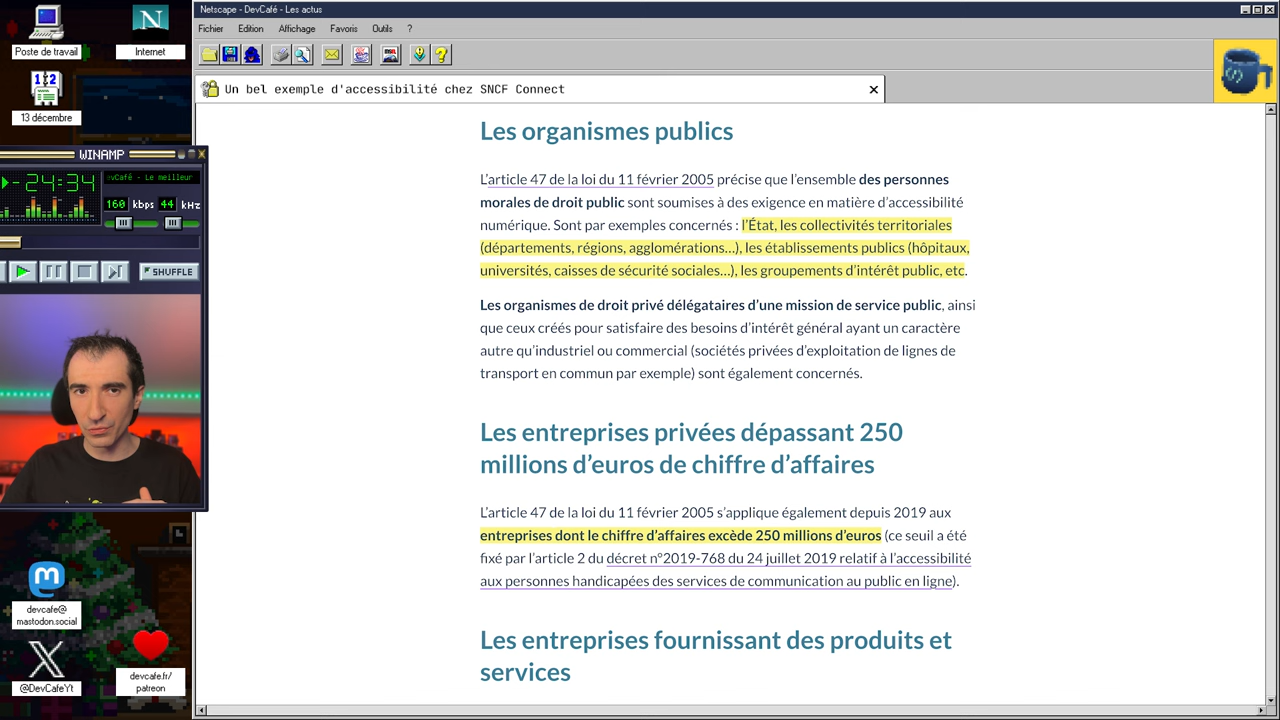 Netscape - DevCafé - Les actus
Fichier Edition Affichage Favoris Outils ?
Poste de travail
Internet
13 décembre
Un bel exemple d'accessibilité chez SNCF Connect
WINAMP
-24:34
vCafé - Le meilleur
160 kbps 44 kHz
SHUFFLE
Les organismes publics
L'article 47 de la loi du 11 février 2005 précise que l'ensemble des personnes
morales de droit public sont soumises à des exigence en matière d'accessibilité
numérique. Sont par exemples concernés : l'État, les collectivités territoriales
(départements, régions, agglomérations…), les établissements publics (hôpitaux,
universités, caisses de sécurité sociales…), les groupements d'intérêt public, etc.
Les organismes de droit privé délégataires d'une mission de service public, ainsi
que ceux créés pour satisfaire des besoins d'intérêt général ayant un caractère
autre qu'industriel ou commercial (sociétés privées d'exploitation de lignes de
transport en commun par exemple) sont également concernés.
Les entreprises privées dépassant 250
millions d'euros de chiffre d'affaires
L'article 47 de la loi du 11 février 2005 s'applique également depuis 2019 aux
entreprises dont le chiffre d'affaires excède 250 millions d'euros (ce seuil a été
fixé par l'article 2 du décret n°2019-768 du 24 juillet 2019 relatif à l'accessibilité
aux personnes handicapées des services de communication au public en ligne).
Les entreprises fournissant des produits et
services
devcafe@
mastodon.social
@DevCafeYt
devcafe.fr/
patreon